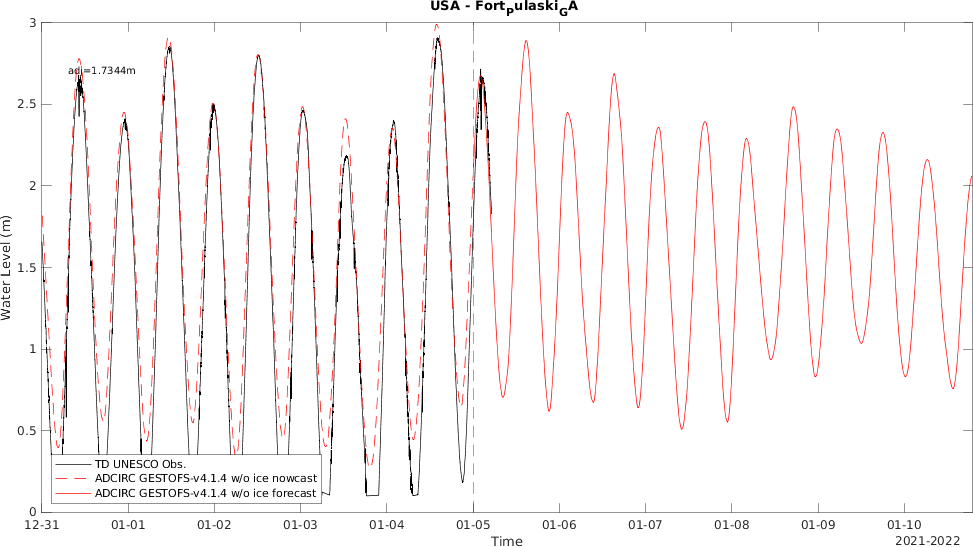 USA - FortPulaskiGA
3
2.5
2
1.5
1
0.5
0
Water Level (m)
adj=1.7344m
TD UNESCO Obs.
ADCIRC GESTOFS-v4.1.4 w/o ice nowcast
ADCIRC GESTOFS-v4.1.4 w/o ice forecast
12-31 01-01 01-02 01-03 01-04 01-05 01-06 01-07 01-08 01-09 01-10
Time
2021-2022